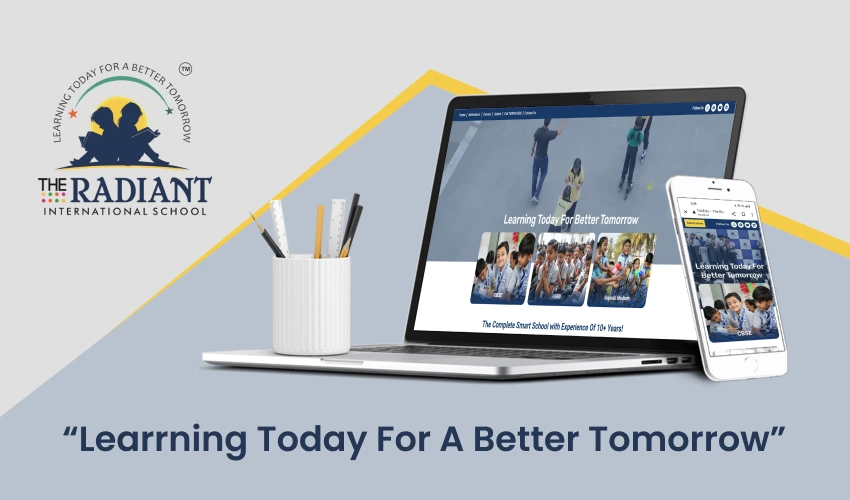 LEARNING TODAY FOR A BETTER TOMORROW
TM
THE RADIANT
INTERNATIONAL SCHOOL
Learning Today For Better Tomorrow
CBSE
Gujarati Medium
The Complete Smart School with Experience Of 10+ Years!
Follow Us
Learning Today For
Better Tomorrow
CBSE
“Learrning Today For A Better Tomorrow”